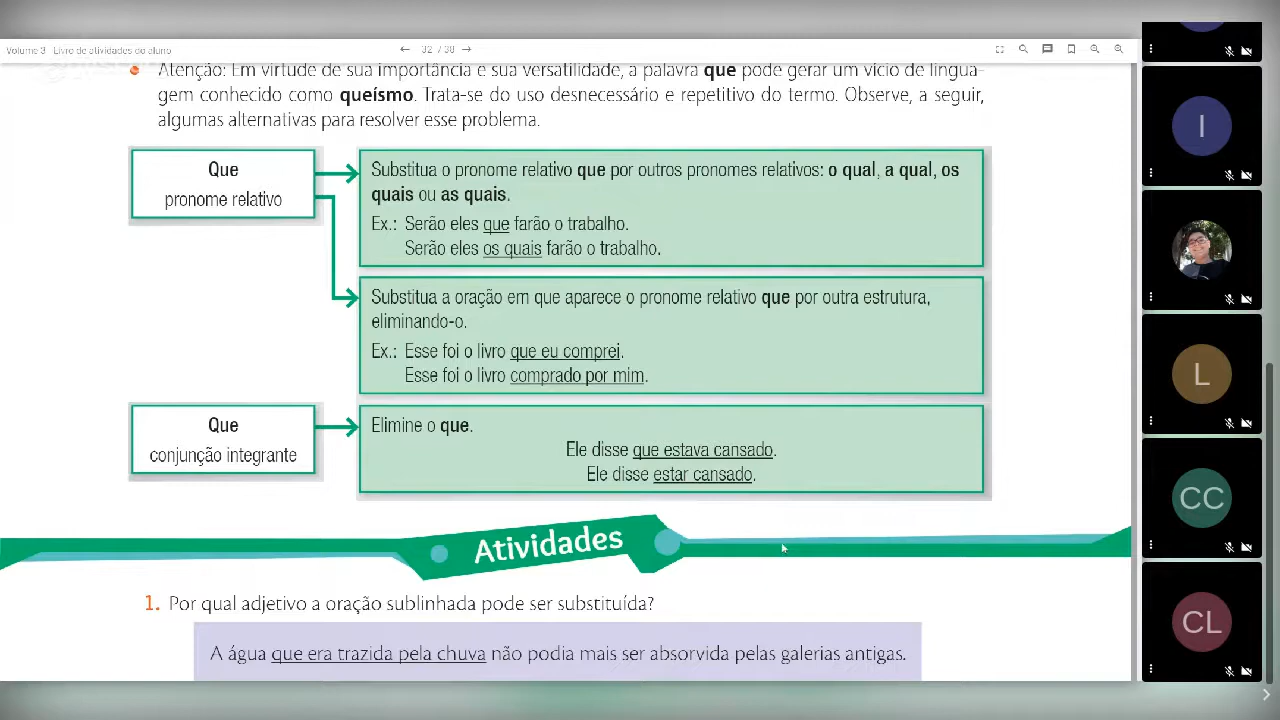 Volume 3 - Livro de atividades do aluno
32 / 38
Atenção: Em virtude de sua importância e sua versatilidade, a palavra que pode gerar um vício de lingua-
gem conhecido como queísmo. Trata-se do uso desnecessário e repetitivo do termo. Observe, a seguir,
algumas alternativas para resolver esse problema.
Que
pronome relativo
Substitua o pronome relativo que por outros pronomes relativos: o qual, a qual, os
quais ou as quais.
Ex.: Serão eles que farão o trabalho.
Serão eles os quais farão o trabalho.
Substitua a oração em que aparece o pronome relativo que por outra estrutura,
eliminando-o.
Ex.: Esse foi o livro que eu comprei.
Esse foi o livro comprado por mim.
Que
conjunção integrante
Elimine o que.
Ele disse que estava cansado.
Ele disse estar cansado.
Atividades
1. Por qual adjetivo a oração sublinhada pode ser substituída?
A água que era trazida pela chuva não podia mais ser absorvida pelas galerias antigas.
I
L
CC
CL